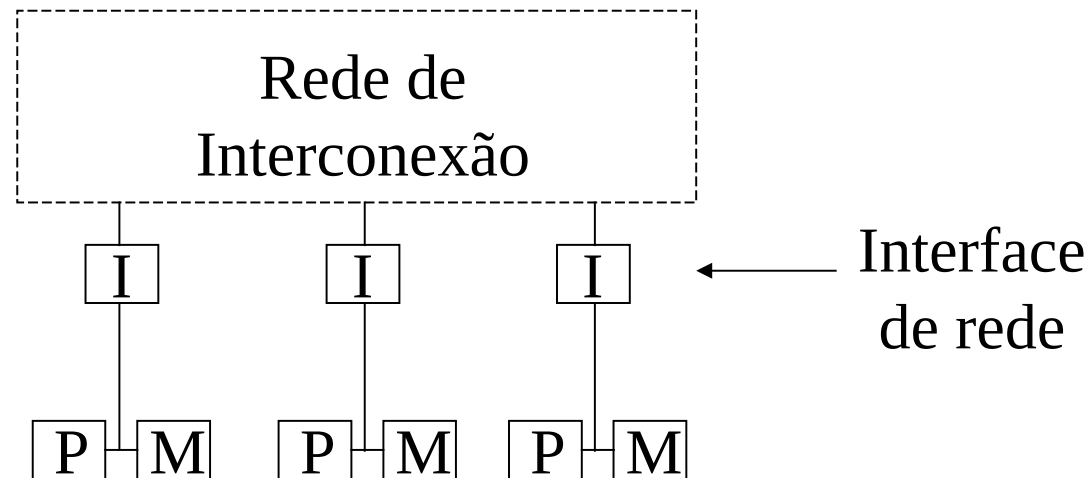 Rede de
Interconexão
I I I
Interface
de rede
P M P M P M